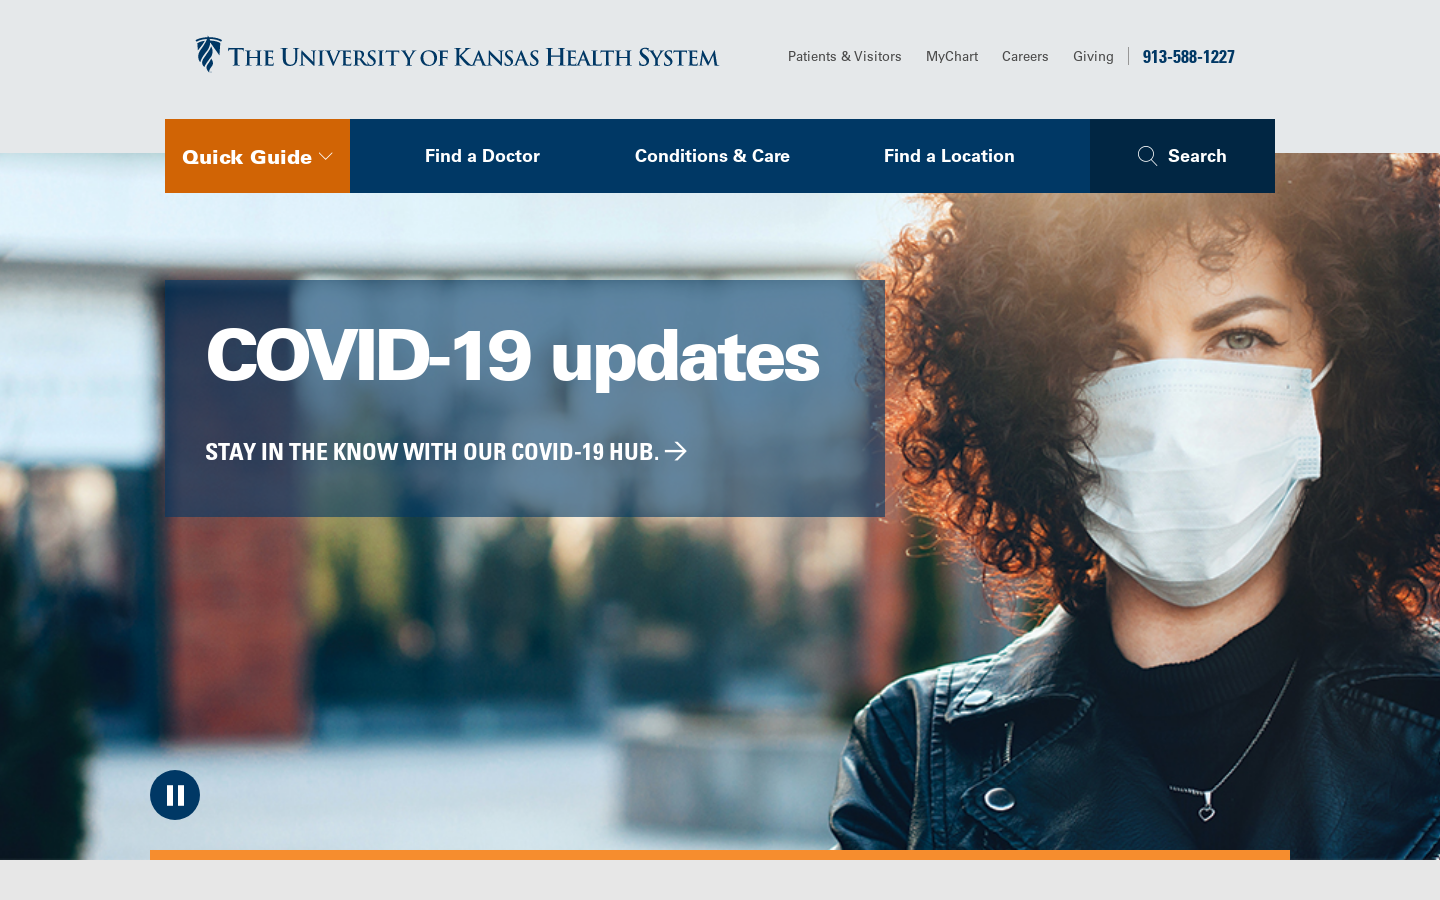 THE UNIVERSITY OF KANSAS HEALTH SYSTEM
Patients & Visitors
MyChart
Careers
Giving
913-588-1227
Quick Guide
Find a Doctor
Conditions & Care
Find a Location
Search
COVID-19 updates
STAY IN THE KNOW WITH OUR COVID-19 HUB.